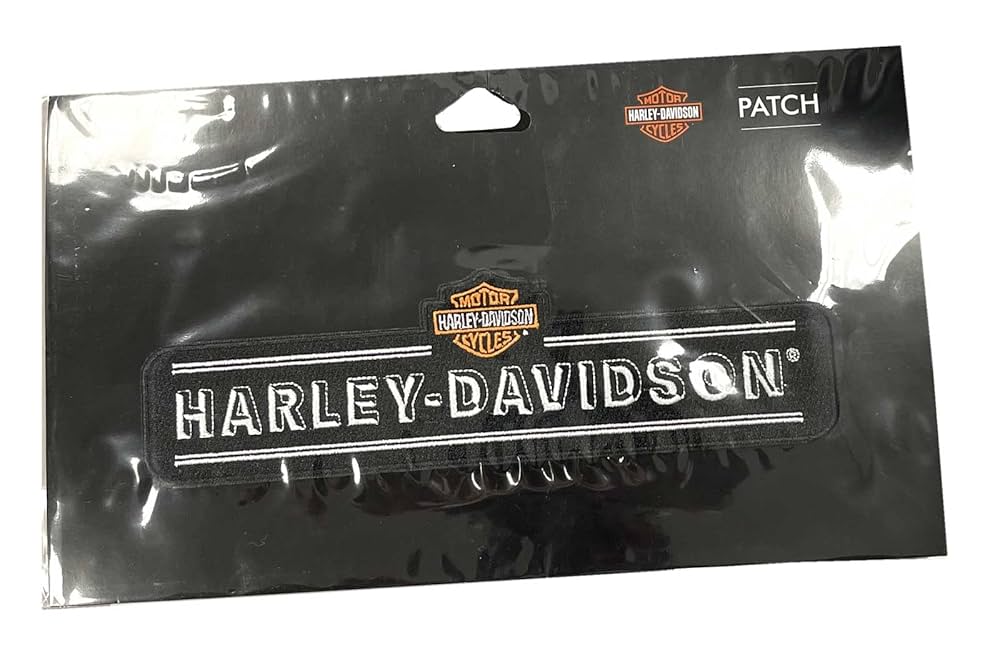 MOTOR
HARLEY-DAVIDSON
CYCLES
PATCH
MOTOR
HARLEY-DAVIDSON
CYCLES
HARLEY-DAVIDSON®